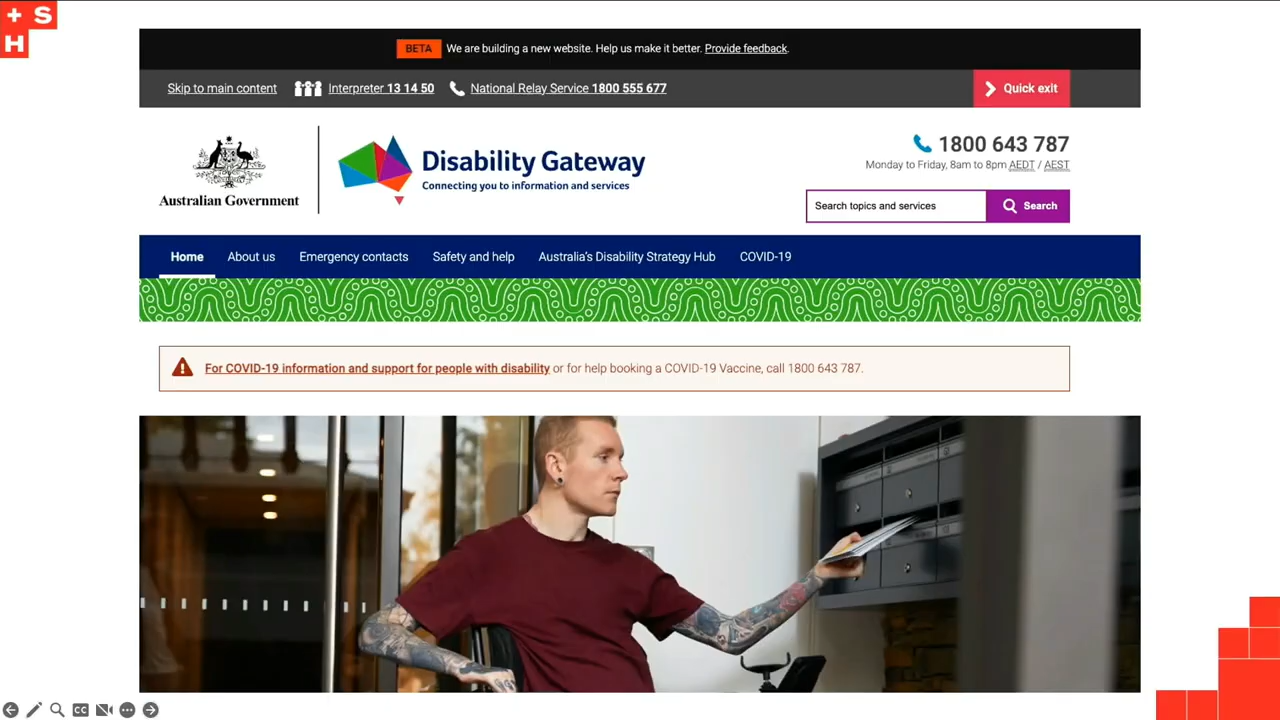 + S
H
BETA We are building a new website. Help us make it better. Provide feedback.
Skip to main content Interpreter 13 14 50 National Relay Service 1800 555 677 Quick exit
Australian Government
Disability Gateway
Connecting you to information and services
1800 643 787
Monday to Friday, 8am to 8pm AEDT / AEST
Search topics and services Search
Home About us Emergency contacts Safety and help Australia's Disability Strategy Hub COVID-19
For COVID-19 information and support for people with disability or for help booking a COVID-19 Vaccine, call 1800 643 787.
CC